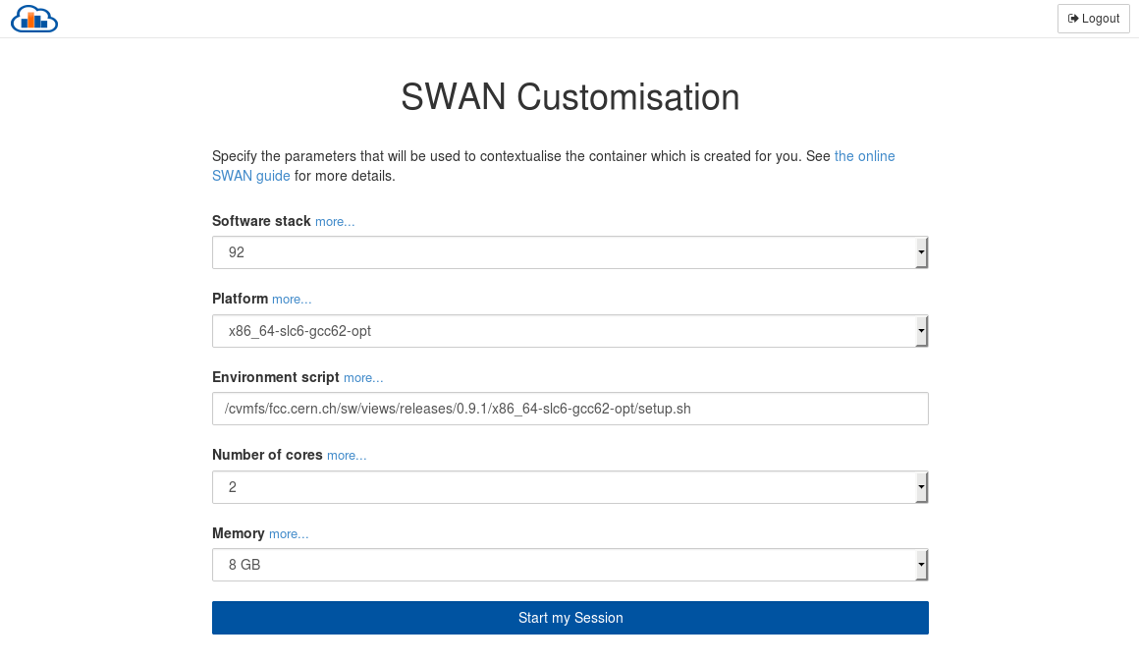 Logout
SWAN Customisation
Specify the parameters that will be used to contextualise the container which is created for you. See the online
SWAN guide for more details.
Software stack more...
92
Platform more...
x86_64-slc6-gcc62-opt
Environment script more...
/cvmfs/fcc.cern.ch/sw/views/releases/0.9.1/x86_64-slc6-gcc62-opt/setup.sh
Number of cores more...
2
Memory more...
8 GB
Start my Session